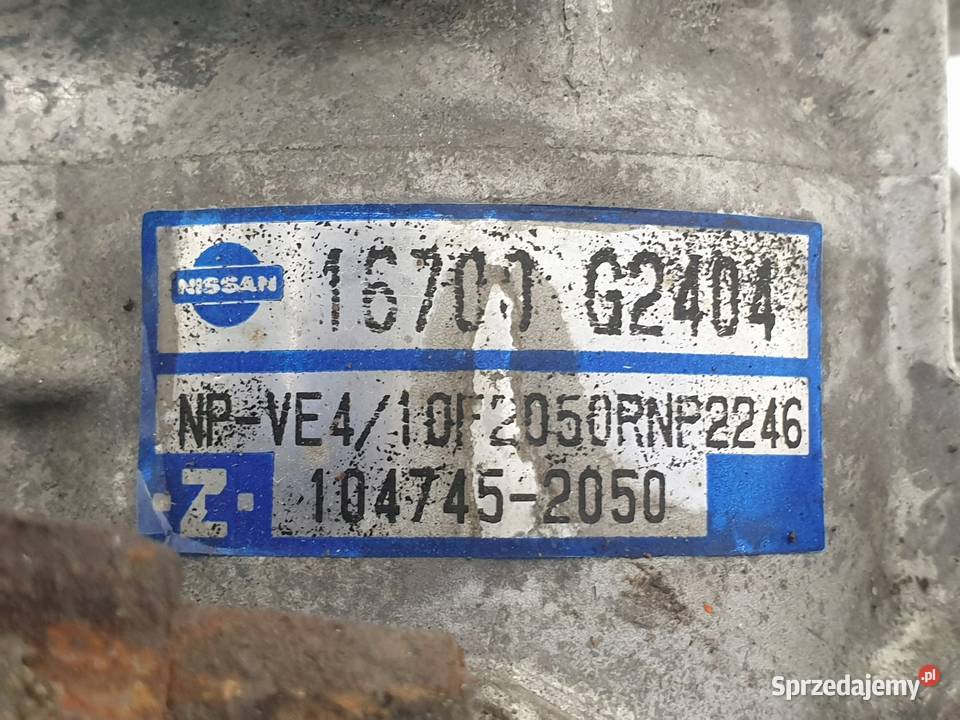 NISSAN 16700 G2404
NP-VE4/10F2050RNP2246
·Z· 104745-2050
Sprzedajemy.pl